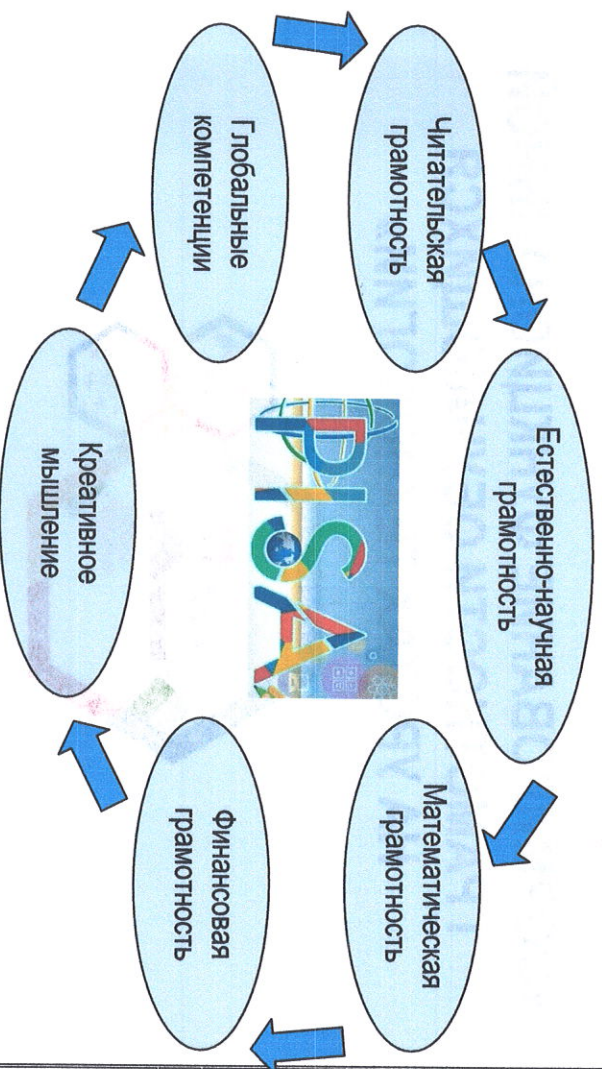 Естественно-научная
грамотность
Читательская
грамотность
Математическая
грамотность
PISA
Глобальные
компетенции
Финансовая
грамотность
Креативное
мышление